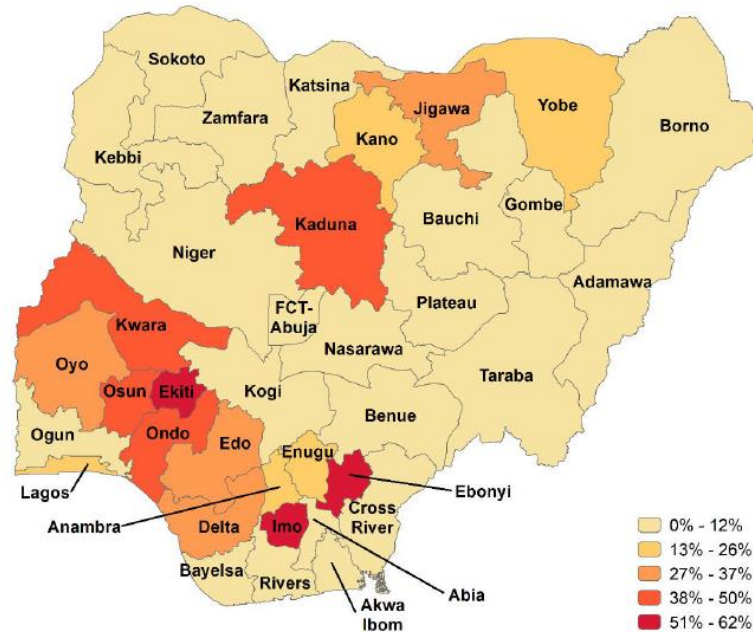 Sokoto
Katsina
Jigawa
Yobe
Zamfara
Kano
Borno
Kebbi
Kaduna
Bauchi
Gombe
Niger
Adamawa
FCT-
Abuja
Plateau
Kwara
Nasarawa
Oyo
Taraba
Osun
Ekiti
Kogi
Benue
Ogun
Ondo
Edo
Enugu
Lagos
Ebonyi
Anambra
Delta
Imo
Cross
River
Bayelsa
Rivers
Akwa
Ibom
Abia
0% - 12%
13% - 26%
27% - 37%
38% - 50%
51% - 62%